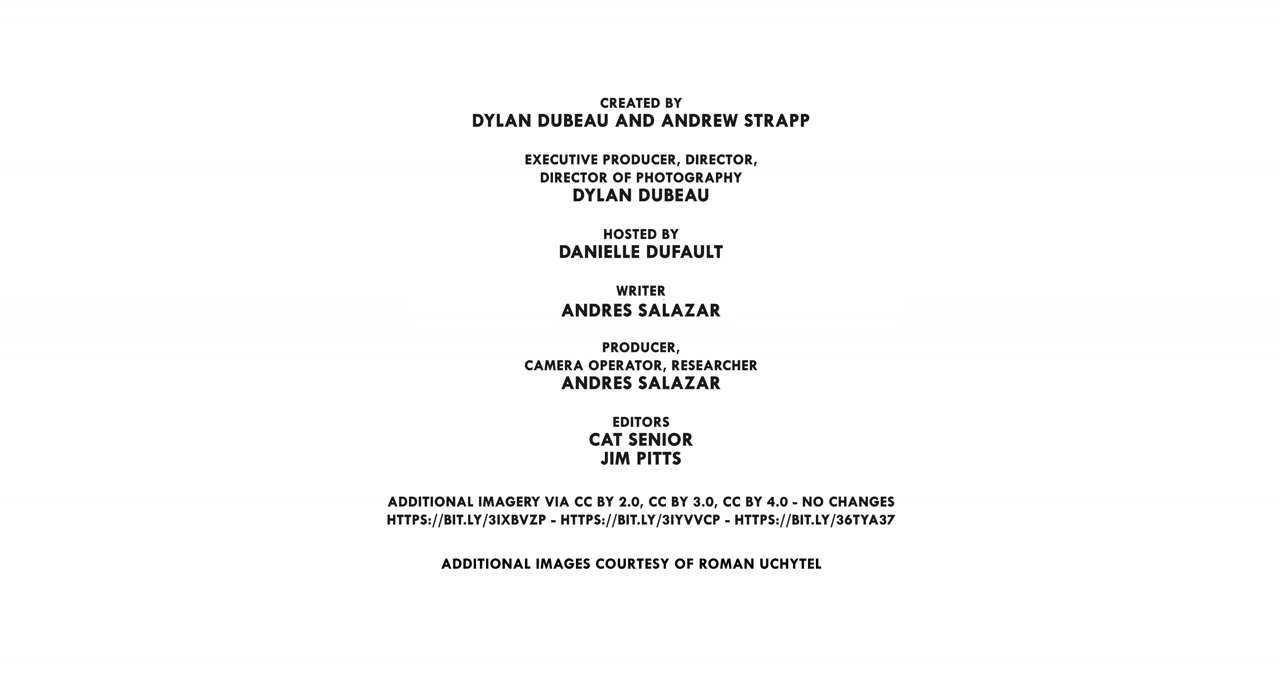 CREATED BY
DYLAN DUBEAU AND ANDREW STRAPP
EXECUTIVE PRODUCER, DIRECTOR,
DIRECTOR OF PHOTOGRAPHY
DYLAN DUBEAU
HOSTED BY
DANIELLE DUFAULT
WRITER
ANDRES SALAZAR
PRODUCER,
CAMERA OPERATOR, RESEARCHER
ANDRES SALAZAR
EDITORS
CAT SENIOR
JIM PITTS
ADDITIONAL IMAGERY VIA CC BY 2.0, CC BY 3.0, CC BY 4.0 - NO CHANGES
HTTPS://BIT.LY/3IXBVZP - HTTPS://BIT.LY/3IYVVCP - HTTPS://BIT.LY/36TYA37
ADDITIONAL IMAGES COURTESY OF ROMAN UCHYTEL